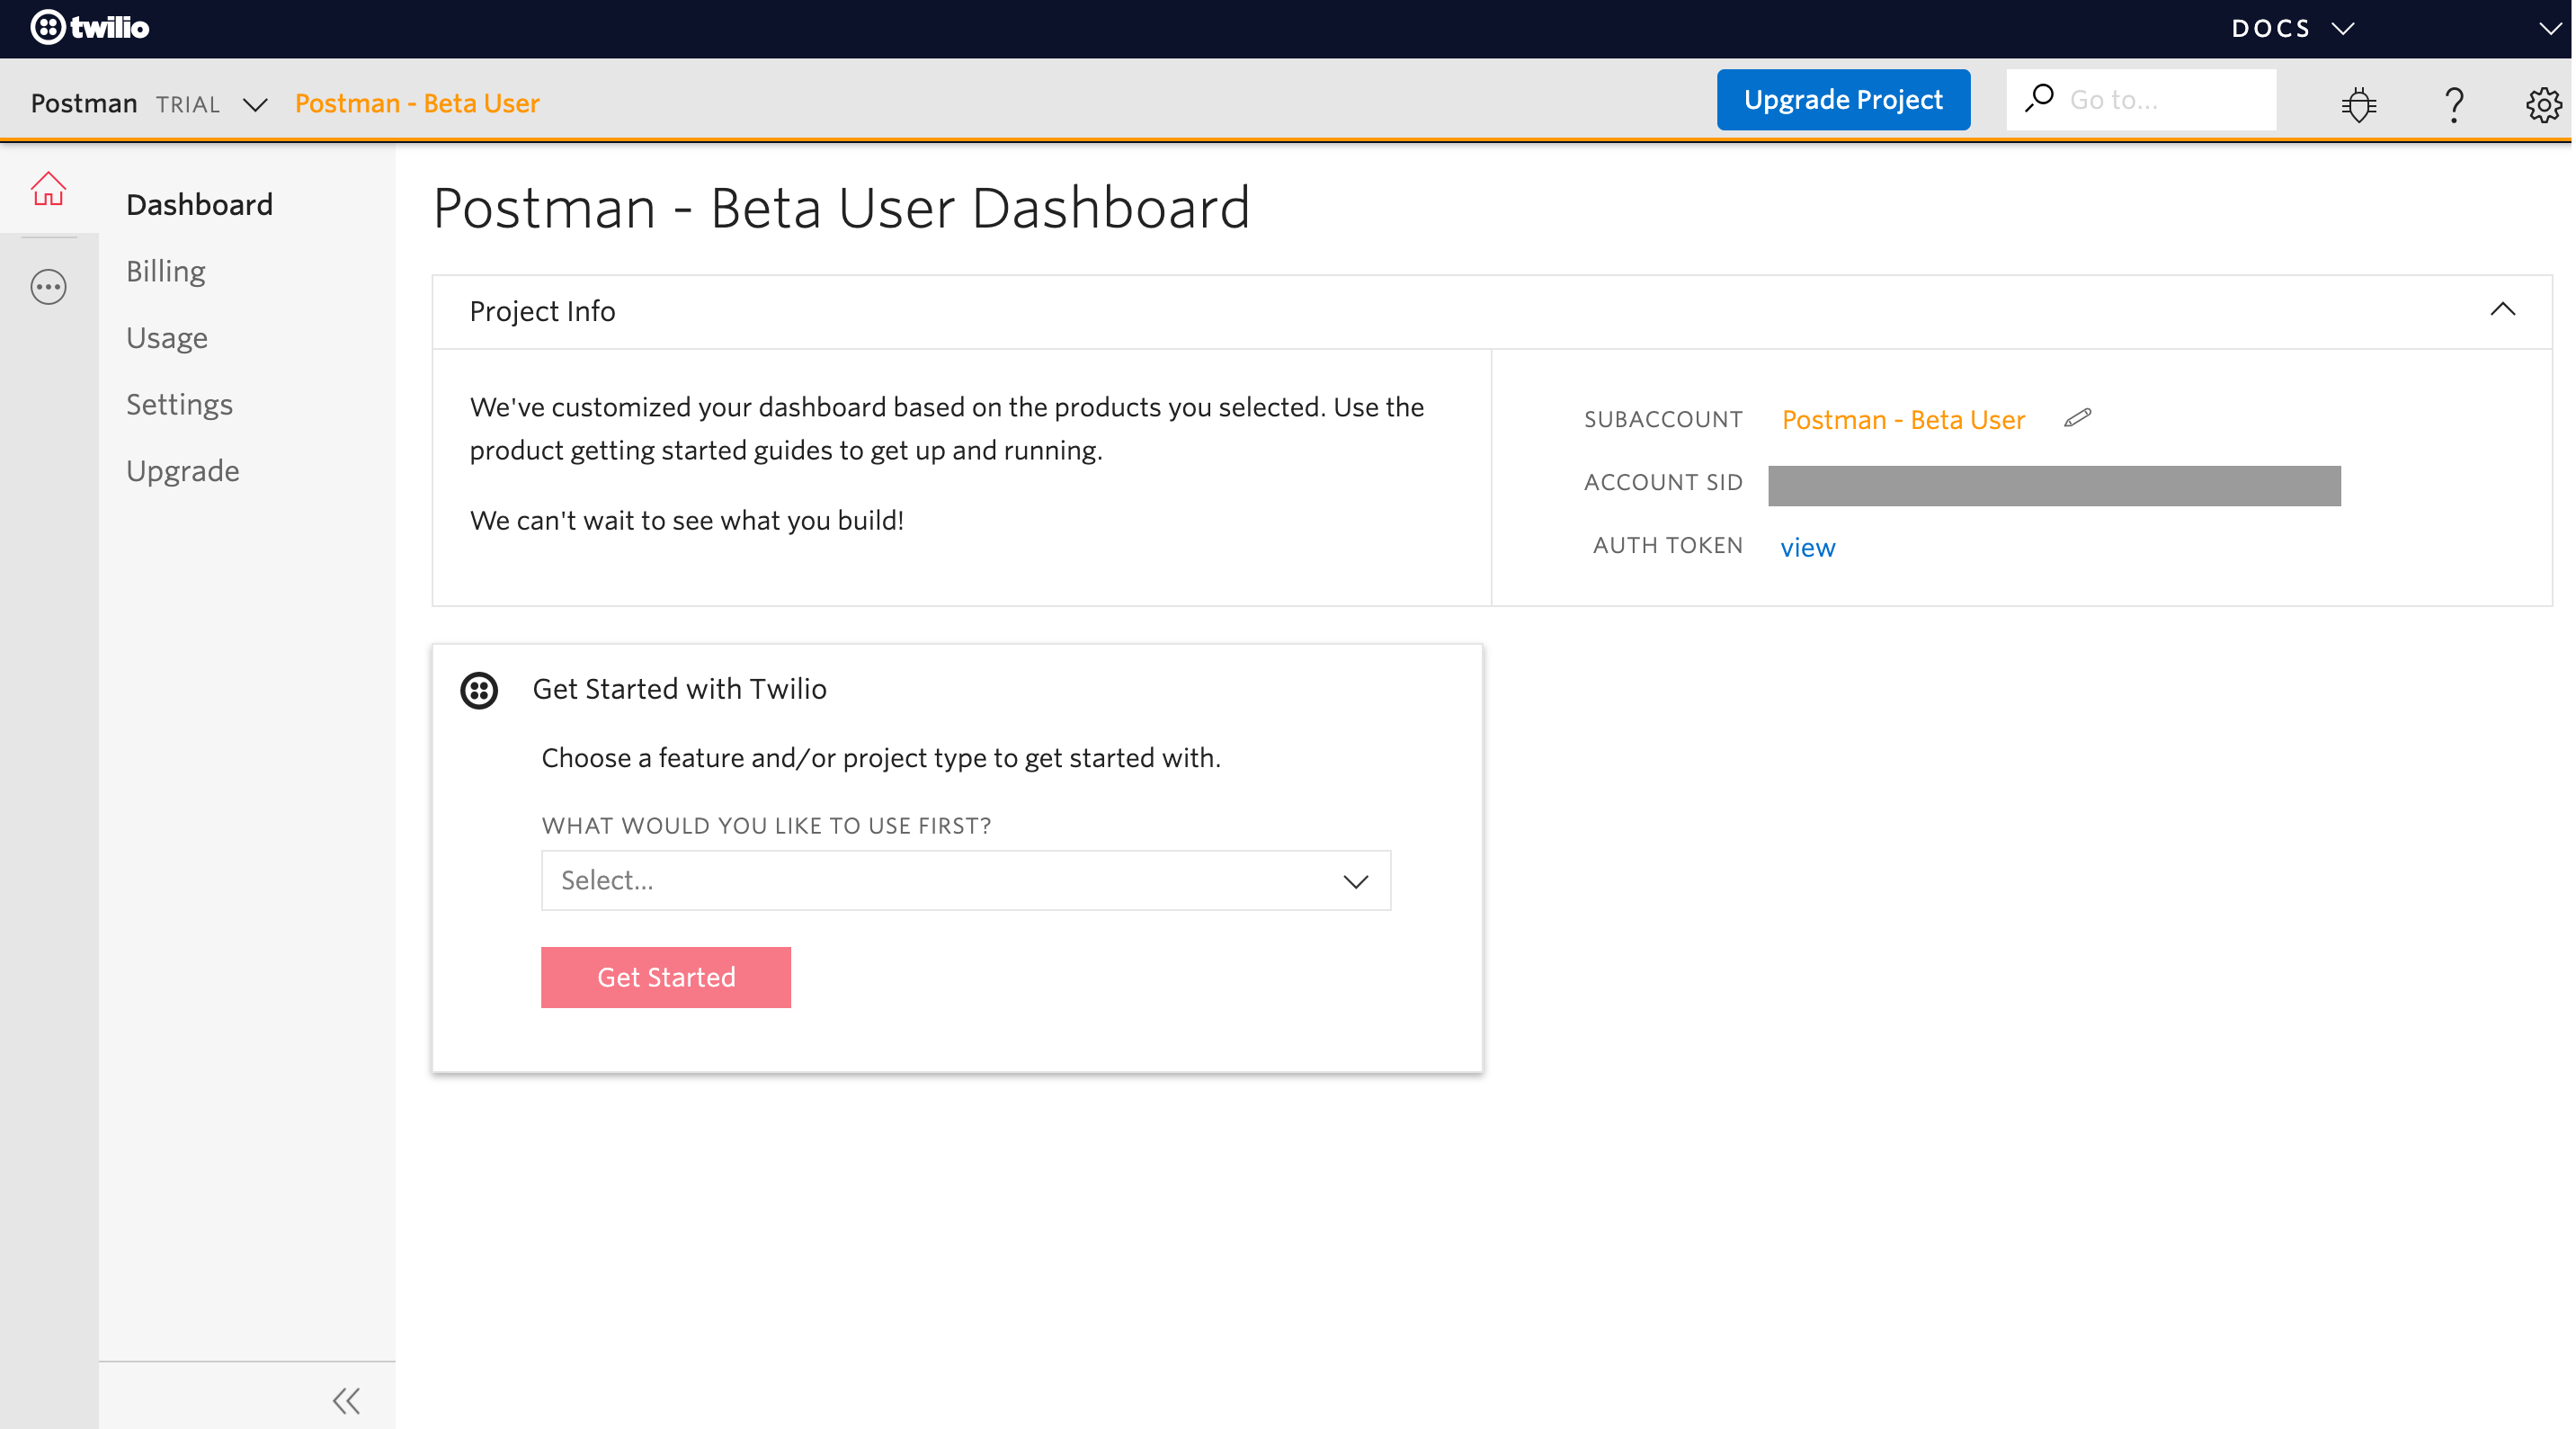 twilio
DOCS
Postman TRIAL Postman - Beta User
Upgrade Project
Go to...
?
Dashboard
Billing
Usage
Settings
Upgrade
Postman - Beta User Dashboard
Project Info
We've customized your dashboard based on the products you selected. Use the
product getting started guides to get up and running.
We can't wait to see what you build!
SUBACCOUNT Postman - Beta User
ACCOUNT SID
AUTH TOKEN view
Get Started with Twilio
Choose a feature and/or project type to get started with.
WHAT WOULD YOU LIKE TO USE FIRST?
Select...
Get Started